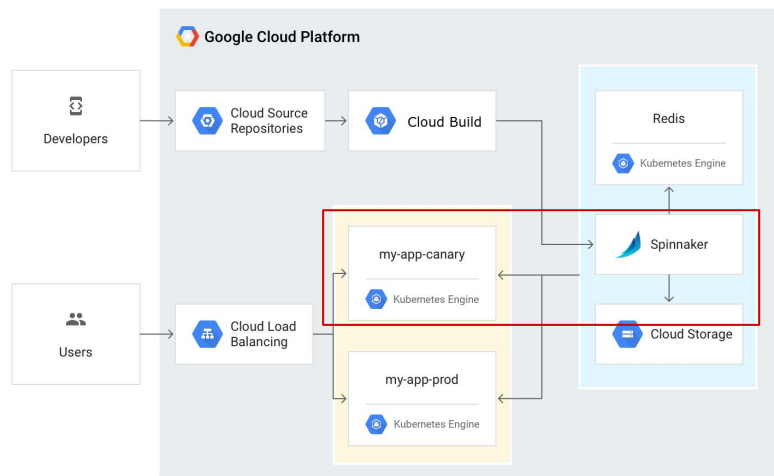 Google Cloud Platform
Developers
Cloud Source
Repositories
Cloud Build
Redis
Kubernetes Engine
my-app-canary
Kubernetes Engine
Spinnaker
Users
Cloud Load
Balancing
Cloud Storage
my-app-prod
Kubernetes Engine